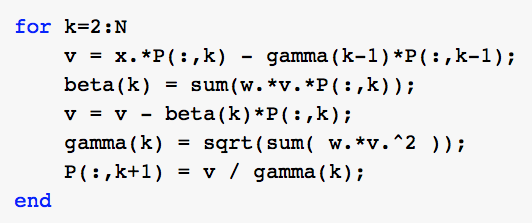 for k=2:N
    v = x.*P(:,k) - gamma(k-1)*P(:,k-1);
    beta(k) = sum(w.*v.*P(:,k));
    v = v - beta(k)*P(:,k);
    gamma(k) = sqrt(sum( w.*v.^2 ));
    P(:,k+1) = v / gamma(k);
end